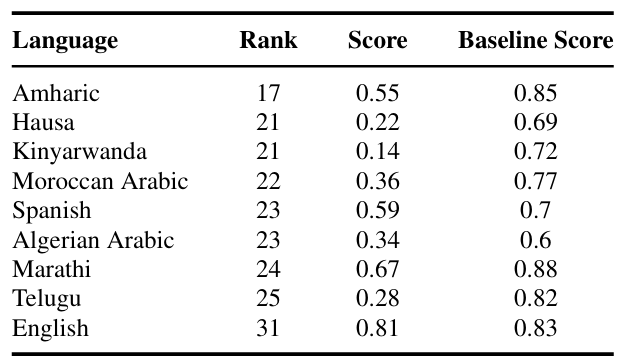 Language Rank Score Baseline Score
Amharic 17 0.55 0.85
Hausa 21 0.22 0.69
Kinyarwanda 21 0.14 0.72
Moroccan Arabic 22 0.36 0.77
Spanish 23 0.59 0.7
Algerian Arabic 23 0.34 0.6
Marathi 24 0.67 0.88
Telugu 25 0.28 0.82
English 31 0.81 0.83